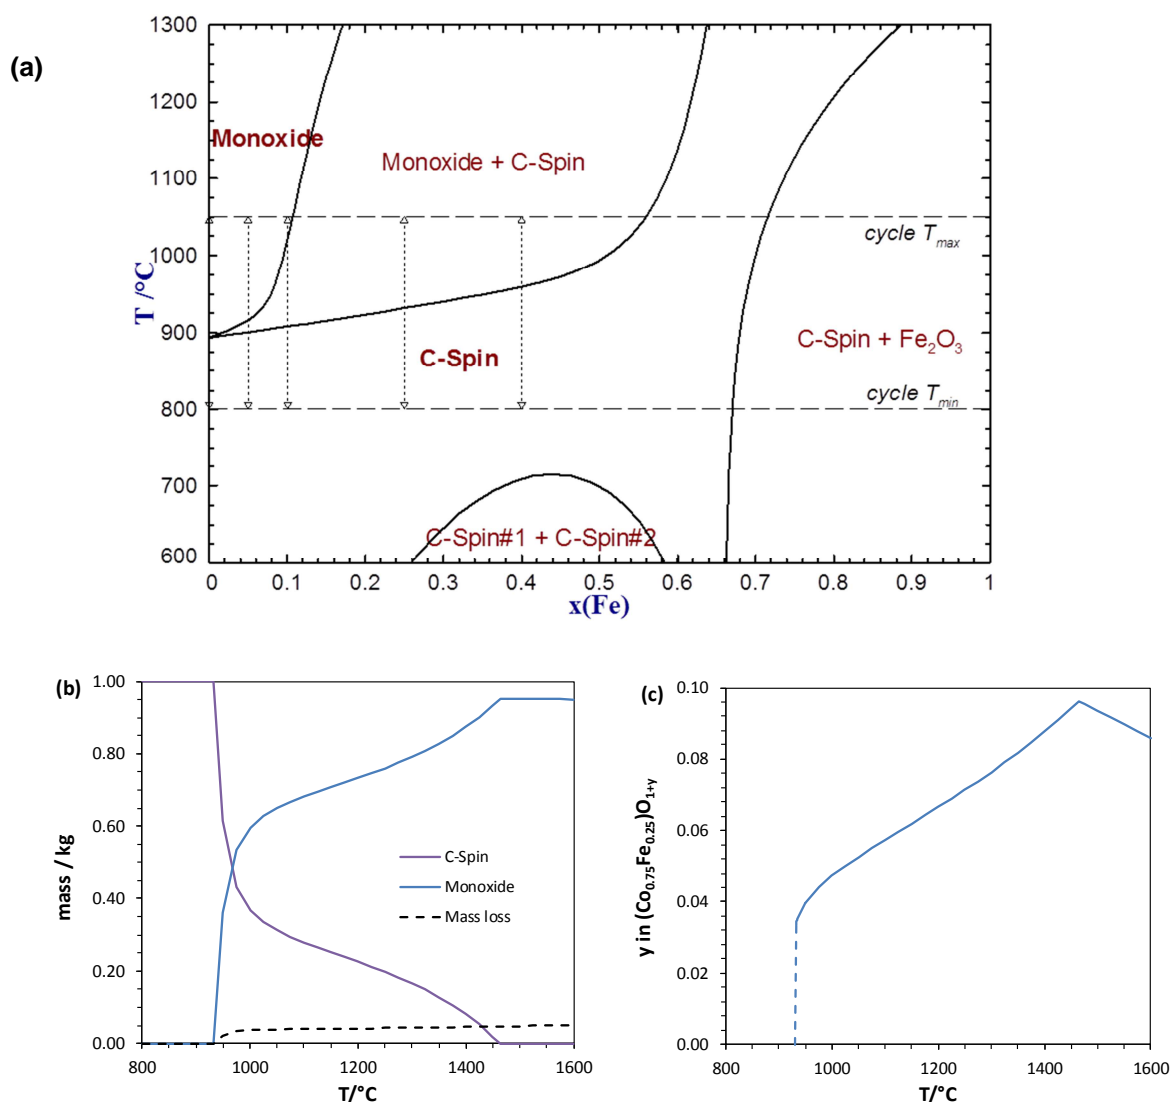 (a)
1300
1200
1100
1000
900
800
700
600
T /°C
Monoxide
Monoxide + C-Spin
cycle Tmax
C-Spin
C-Spin + Fe2O3
cycle Tmin
C-Spin#1 + C-Spin#2
0 0.1 0.2 0.3 0.4 0.5 0.6 0.7 0.8 0.9 1
x(Fe)
(b)
1.00
0.80
0.60
0.40
0.20
0.00
mass / kg
C-Spin
Monoxide
Mass loss
800 1000 1200 1400 1600
T/°C
(c)
0.10
0.08
0.06
0.04
0.02
0.00
y in (Co0.75Fe0.25)O1+y
800 1000 1200 1400 1600
T/°C